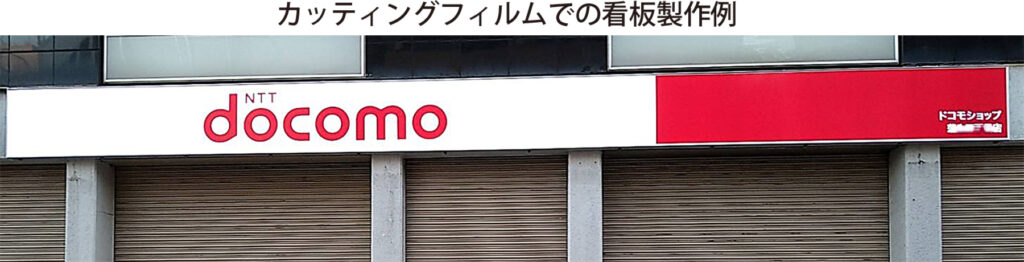 カッティングフィルムでの看板製作例
NTT
docomo
ドコモショップ
店